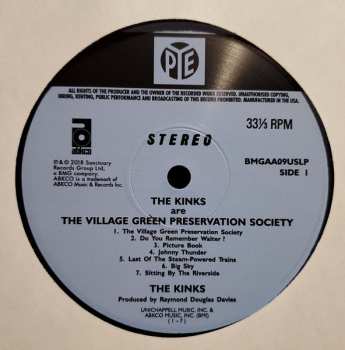 PYE
ALL RIGHTS OF THE PRODUCER AND THE OWNER OF THE RECORDED WORK RESERVED. UNAUTHORISED COPYING,
HIRING, RENTING, PUBLIC PERFORMANCE AND BROADCASTING OF THIS RECORD PROHIBITED. MANUFACTURED IN THE U.S.A.
STEREO
33⅓ RPM
abkco
℗ & © 2018 Sanctuary
Records Group Ltd.,
a BMG company.
ABKCO is a trademark of
ABKCO Music & Records Inc.
BMGAA09USLP
SIDE 1
THE KINKS
are
THE VILLAGE GREEN PRESERVATION SOCIETY
1. The Village Green Preservation Society
2. Do You Remember Walter?
3. Picture Book
4. Johnny Thunder
5. Last Of The Steam-Powered Trains
6. Big Sky
7. Sitting By The Riverside
THE KINKS
Produced by Raymond Douglas Davies
UNICHAPPELL MUSIC, INC. &
ABKCO MUSIC, INC. (BMI)
(1-7)